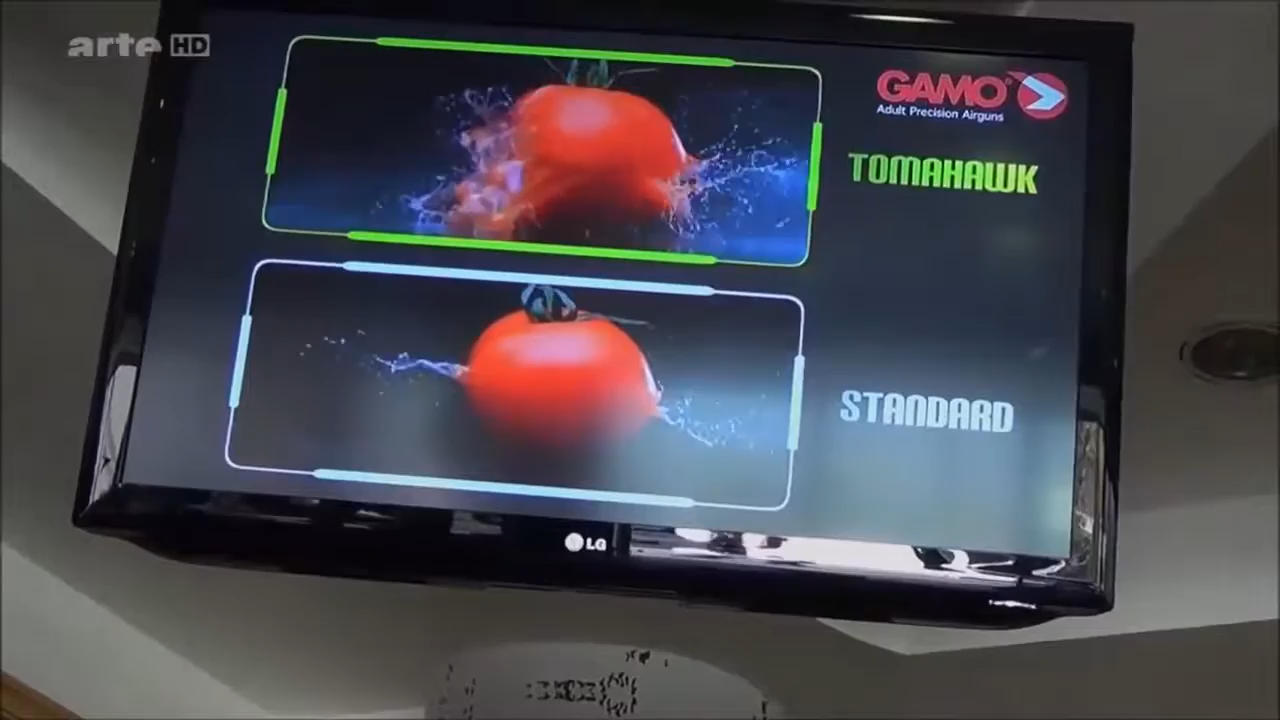 arte HD
GAMO®
Adult Precision Airguns
TOMAHAWK
STANDARD
LG